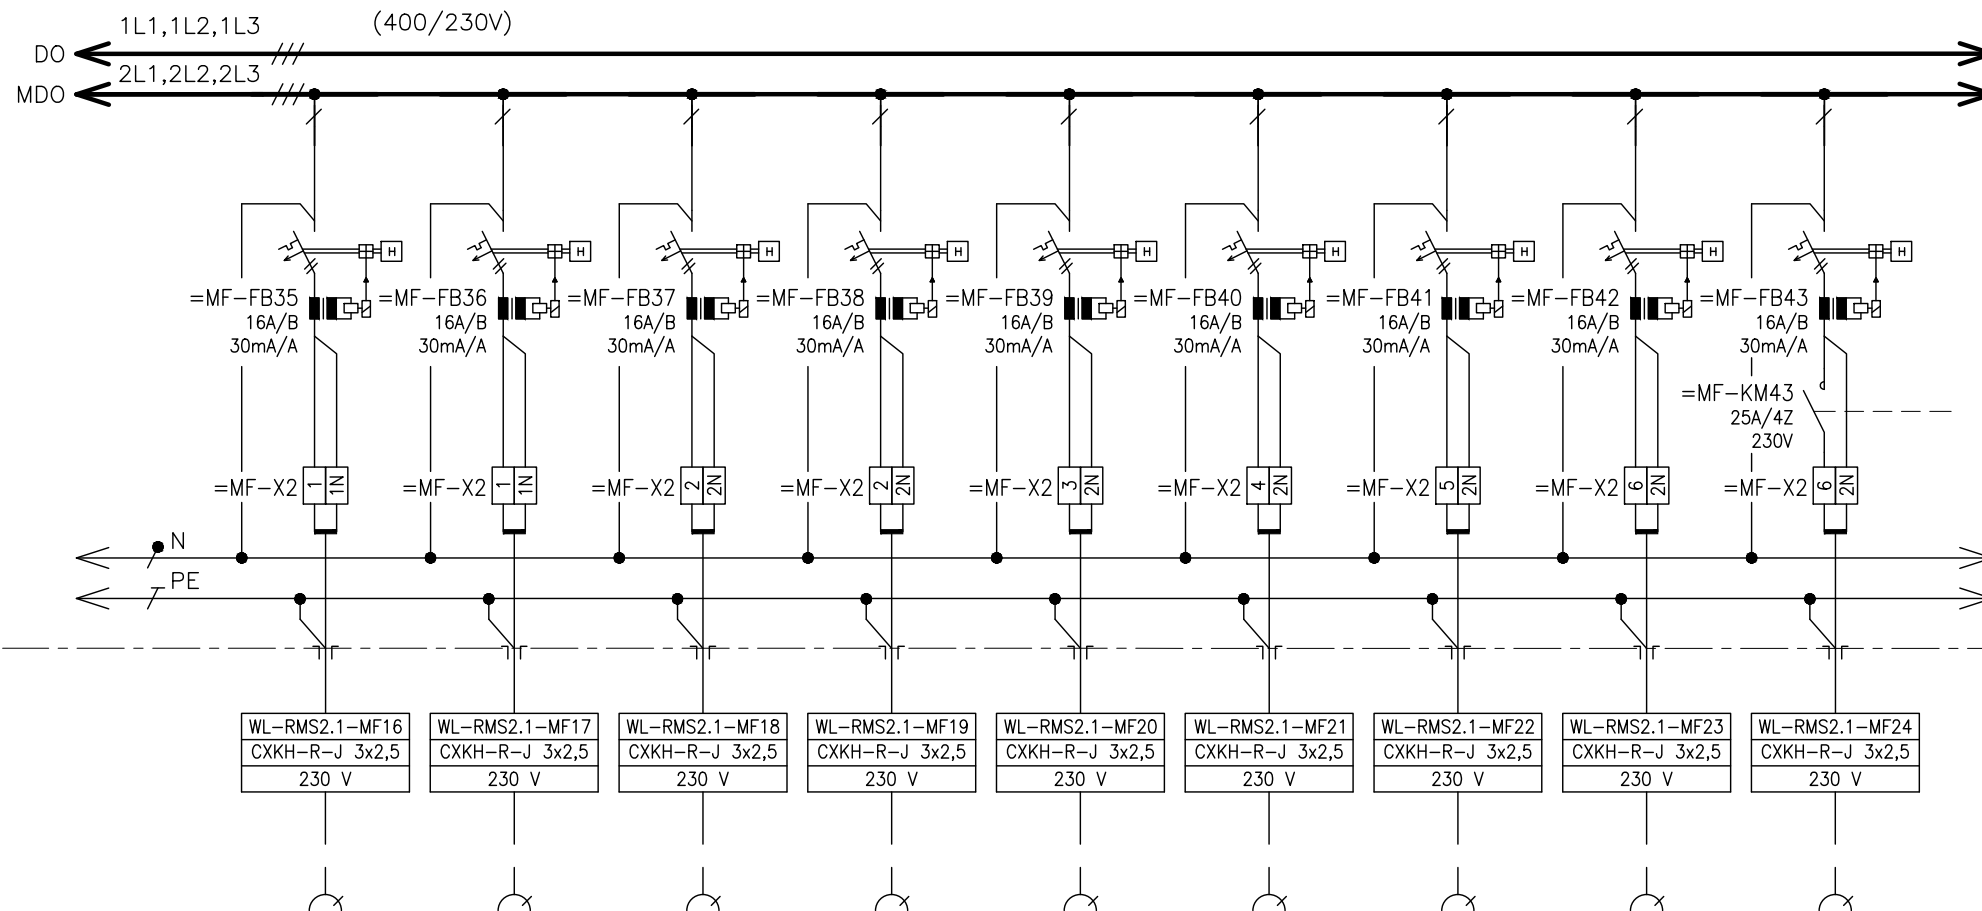 1L1,1L2,1L3 (400/230V)
DO
2L1,2L2,2L3
MDO
H H H H H H H H H
=MF-FB35 =MF-FB36 =MF-FB37 =MF-FB38 =MF-FB39 =MF-FB40 =MF-FB41 =MF-FB42 =MF-FB43
16A/B 16A/B 16A/B 16A/B 16A/B 16A/B 16A/B 16A/B 16A/B
30mA/A 30mA/A 30mA/A 30mA/A 30mA/A 30mA/A 30mA/A 30mA/A 30mA/A
=MF-KM43
25A/4Z
230V
=MF-X2 1 1N =MF-X2 1 1N =MF-X2 2 2N =MF-X2 2 2N =MF-X2 3 2N =MF-X2 4 2N =MF-X2 5 2N =MF-X2 6 2N =MF-X2 6 2N
N
PE
WL-RMS2.1-MF16 WL-RMS2.1-MF17 WL-RMS2.1-MF18 WL-RMS2.1-MF19 WL-RMS2.1-MF20 WL-RMS2.1-MF21 WL-RMS2.1-MF22 WL-RMS2.1-MF23 WL-RMS2.1-MF24
CXKH-R-J 3x2,5 CXKH-R-J 3x2,5 CXKH-R-J 3x2,5 CXKH-R-J 3x2,5 CXKH-R-J 3x2,5 CXKH-R-J 3x2,5 CXKH-R-J 3x2,5 CXKH-R-J 3x2,5 CXKH-R-J 3x2,5
230 V 230 V 230 V 230 V 230 V 230 V 230 V 230 V 230 V